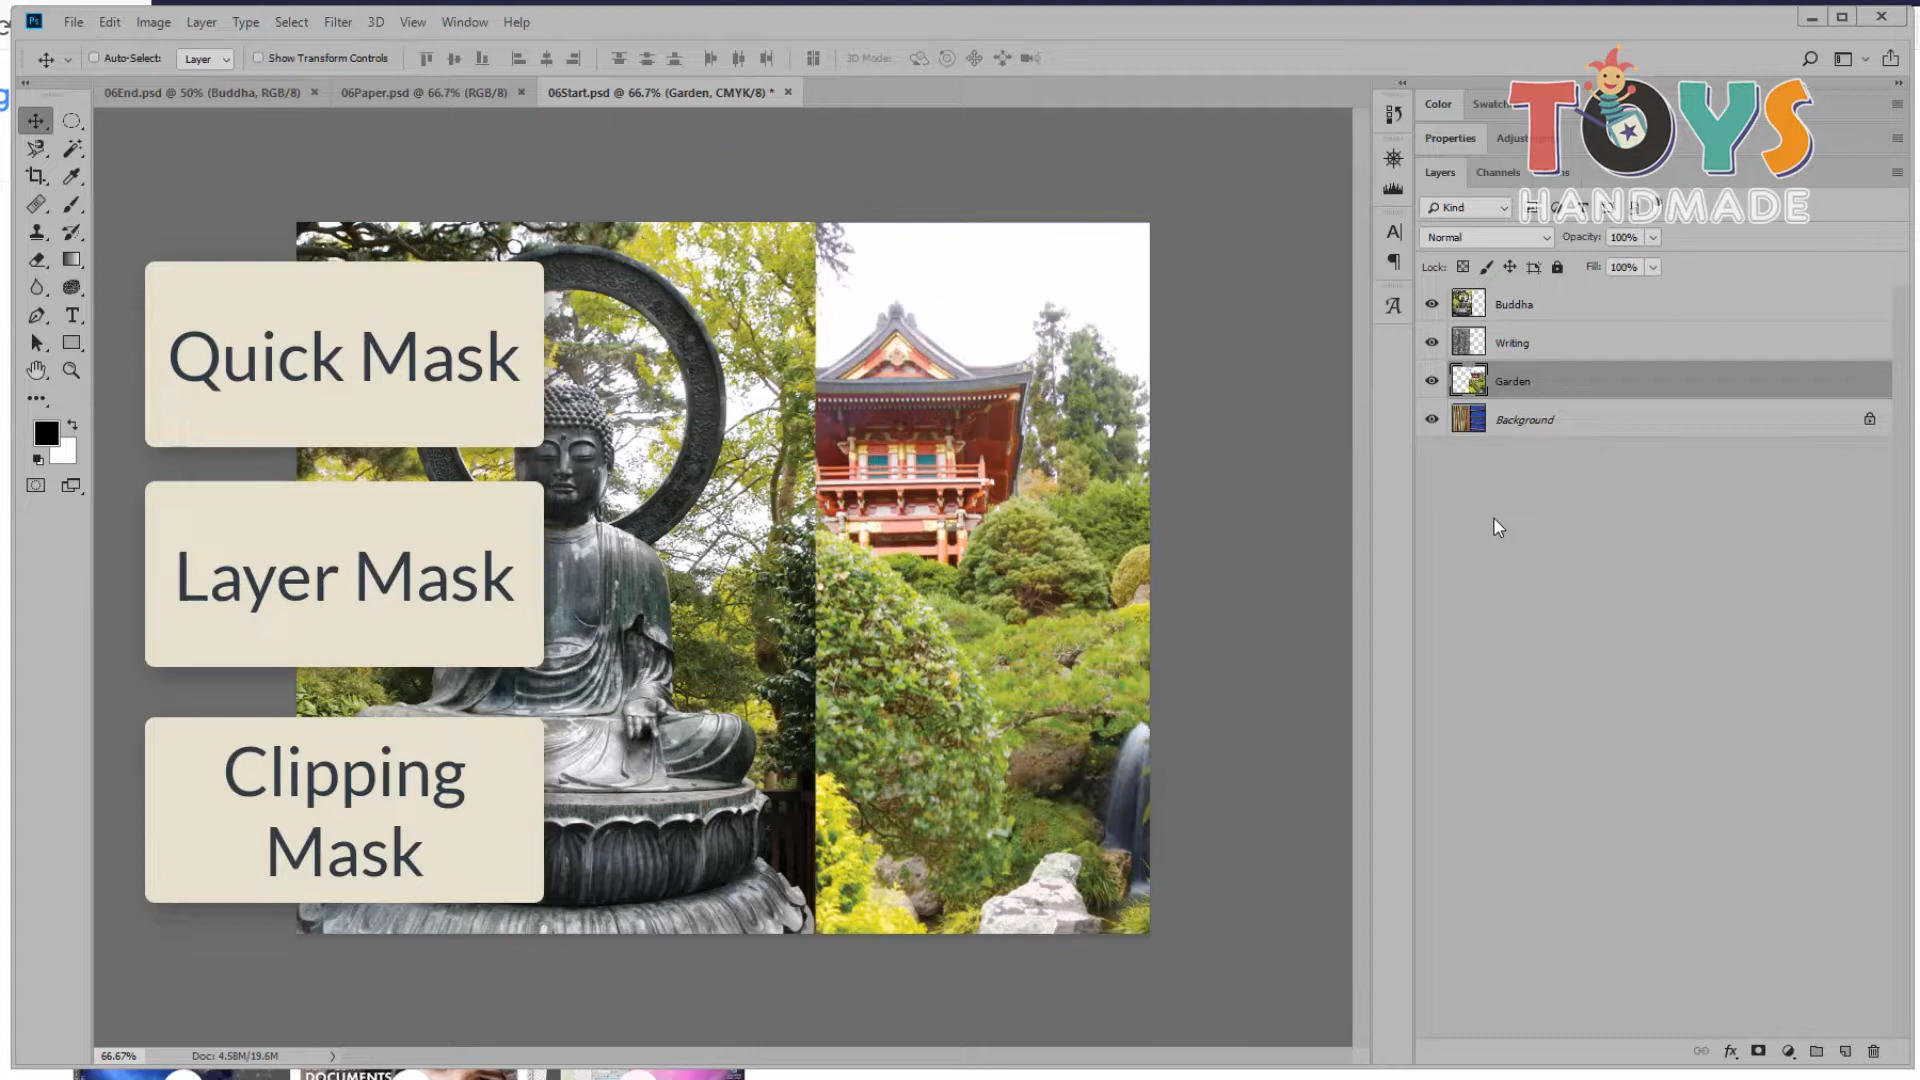 Ps File Edit Image Layer Type Select Filter 3D View Window Help
Auto-Select: Layer Show Transform Controls 3D Mode:
06End.psd @ 50% (Buddha, RGB/8) 06Paper.psd @ 66.7% (RGB/8) 06Start.psd @ 66.7% (Garden, CMYK/8) *
Color
Properties
Layers Channels
TOYS
HANDMADE
Kind
Normal Opacity: 100%
Lock: Fill: 100%
Buddha
Writing
Garden
Background
Quick Mask
Layer Mask
Clipping
Mask
66.67% Doc: 4.58M/19.6M
DOCUMENTS